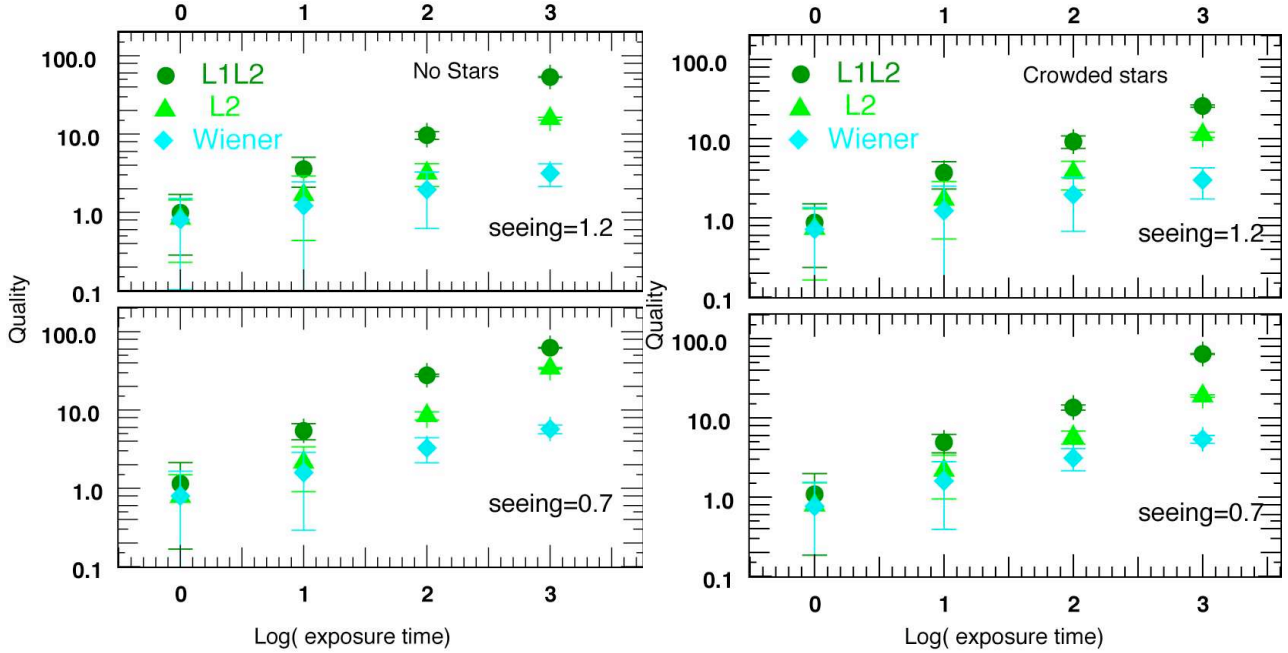 0 1 2 3
100.0
10.0
1.0
0.1
L1L2
L2
Wiener
No Stars
seeing=1.2
Quality
100.0
10.0
1.0
0.1
seeing=0.7
0 1 2 3
Log( exposure time)
0 1 2 3
100.0
10.0
1.0
0.1
L1L2
L2
Wiener
Crowded stars
seeing=1.2
Quality
100.0
10.0
1.0
0.1
seeing=0.7
0 1 2 3
Log( exposure time)